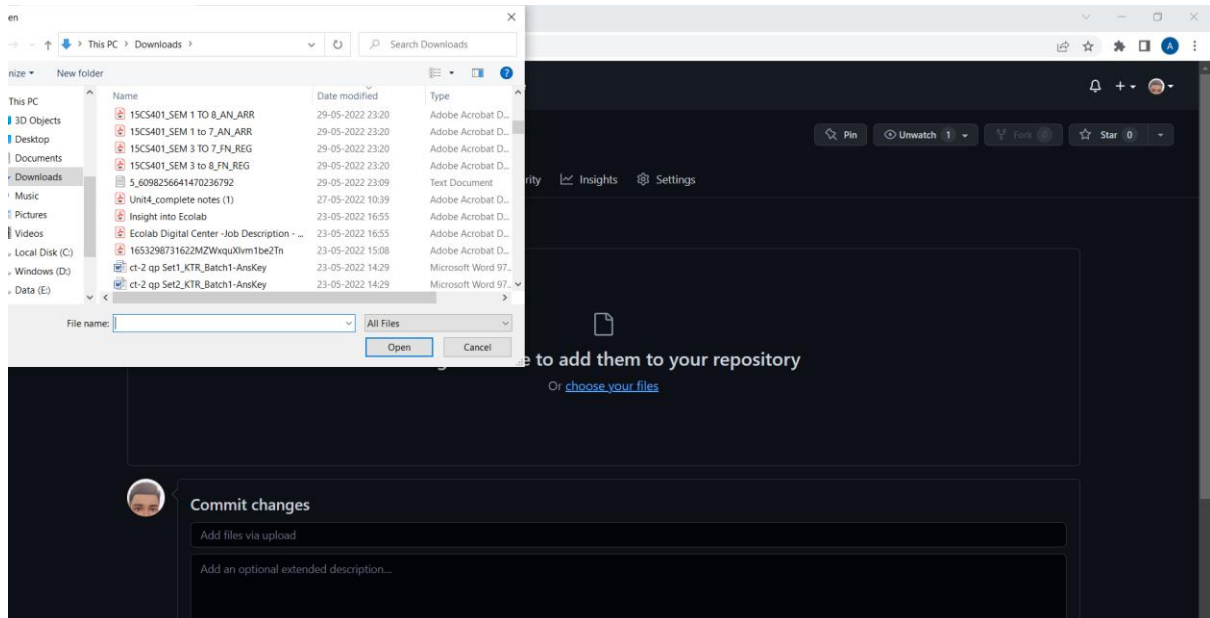 en
This PC > Downloads >
Search Downloads
nize
New folder
This PC
3D Objects
Desktop
Documents
Downloads
Music
Pictures
Videos
Local Disk (C:)
Windows (D:)
Data (E:)
Name Date modified Type
15CS401_SEM 1 TO 8_AN_ARR 29-05-2022 23:20 Adobe Acrobat D...
15CS401_SEM 1 to 7_AN_ARR 29-05-2022 23:20 Adobe Acrobat D...
15CS401_SEM 3 TO 7_FN_REG 29-05-2022 23:20 Adobe Acrobat D...
15CS401_SEM 3 to 8_FN_REG 29-05-2022 23:20 Adobe Acrobat D...
5_6098256641470236792 29-05-2022 23:09 Text Document
Unit4_complete notes (1) 27-05-2022 10:39 Adobe Acrobat D...
Insight into Ecolab 23-05-2022 16:55 Adobe Acrobat D...
Ecolab Digital Center -Job Description - ... 23-05-2022 16:55 Adobe Acrobat D...
1653298731622MZWxquXlvm1be2Tn 23-05-2022 15:08 Adobe Acrobat D...
ct-2 qp Set1_KTR_Batch1-AnsKey 23-05-2022 14:29 Microsoft Word 97...
ct-2 qp Set2_KTR_Batch1-AnsKey 23-05-2022 14:29 Microsoft Word 97...
File name:
All Files
Open
Cancel
A
Pin
Unwatch 1
Fork 0
Star 0
rity
Insights
Settings
e to add them to your repository
Or choose your files
Commit changes
Add files via upload
Add an optional extended description...